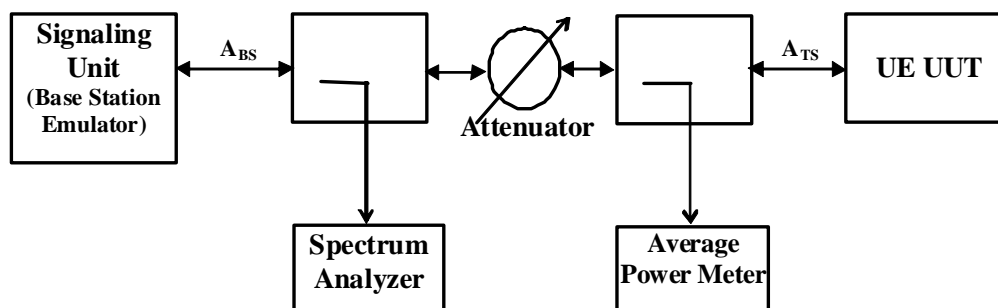 Signaling
Unit
(Base Station
Emulator)
A_BS
Attenuator
A_TS
UE UUT
Spectrum
Analyzer
Average
Power Meter